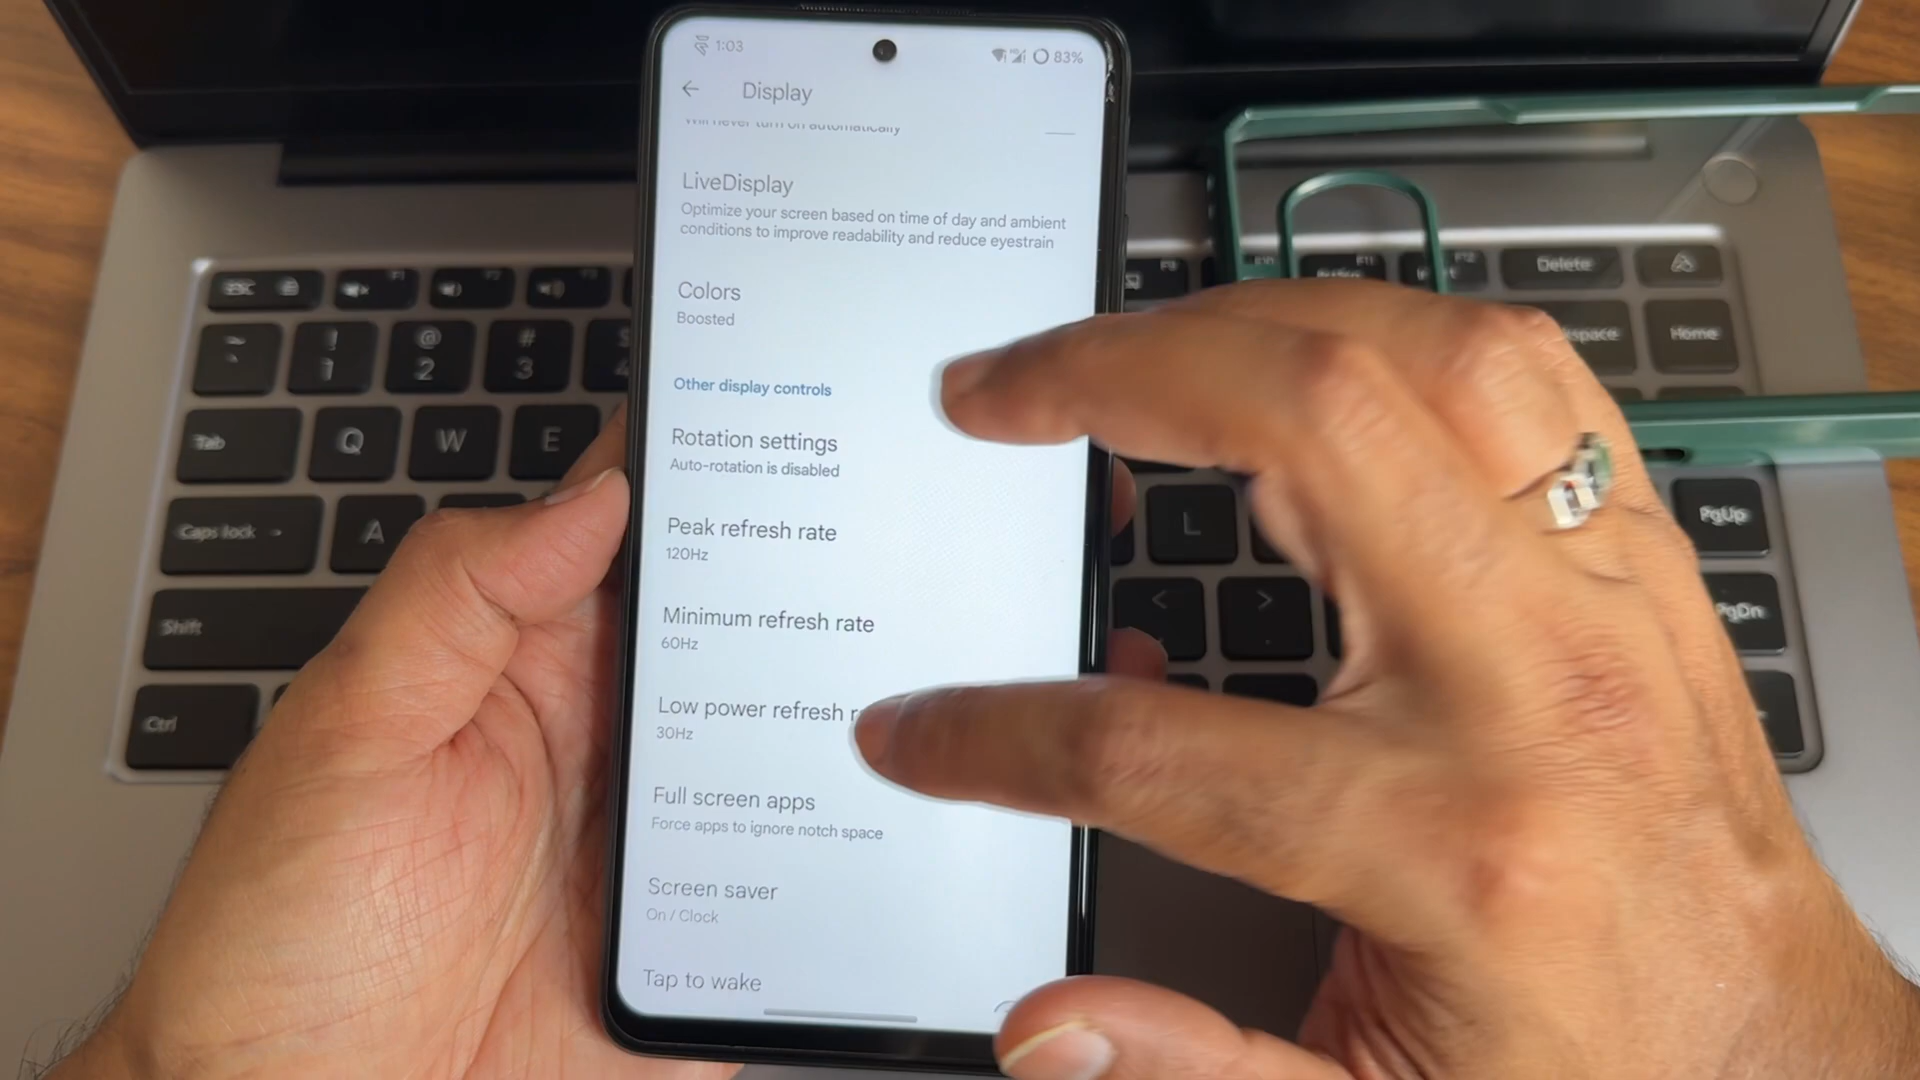 1:03
83%
Display
Will never turn on automatically
LiveDisplay
Optimize your screen based on time of day and ambient
conditions to improve readability and reduce eyestrain
Colors
Boosted
Other display controls
Rotation settings
Auto-rotation is disabled
Peak refresh rate
120Hz
Minimum refresh rate
60Hz
Low power refresh
30Hz
Full screen apps
Force apps to ignore notch space
Screen saver
On / Clock
Tap to wake
ESC
F1
F2
F3
F9
F10
F11
F12
Delete
~
`
!
1
@
2
#
3
$
4
Home
Tab
Q
W
E
Caps lock
A
L
PgUp
Shift
<
>
PgDn
Ctrl